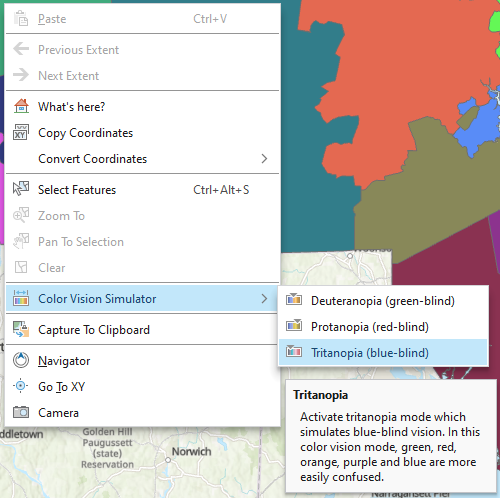 Paste Ctrl+V
Previous Extent
Next Extent
What's here?
Copy Coordinates
Convert Coordinates
Select Features Ctrl+Alt+S
Zoom To
Pan To Selection
Clear
Color Vision Simulator
Deuteranopia (green-blind)
Protanopia (red-blind)
Tritanopia (blue-blind)
Capture To Clipboard
Navigator
Go To XY
Camera
Tritanopia
Activate tritanopia mode which
simulates blue-blind vision. In this
color vision mode, green, red,
orange, purple and blue are more
easily confused.
Golden Hill
Paugussett
(state)
Reservation
Norwich